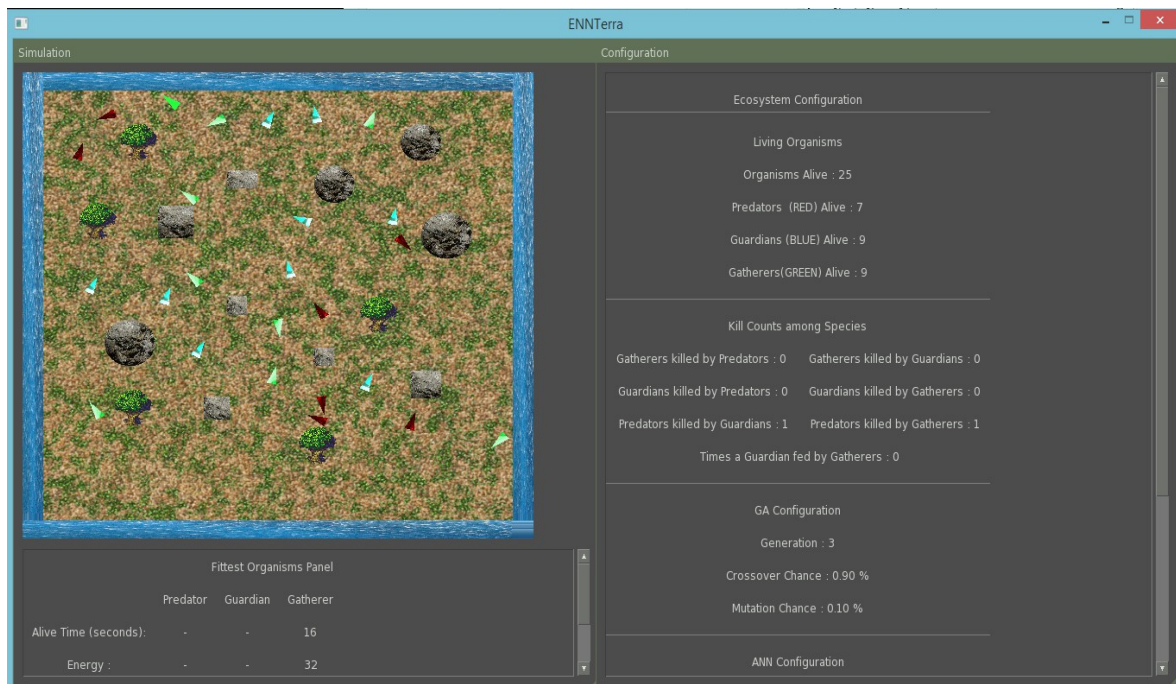 ENNTerra
Simulation
Fittest Organisms Panel
Predator Guardian Gatherer
Alive Time (seconds): - - 16
Energy : - - 32
Configuration
Ecosystem Configuration
Living Organisms
Organisms Alive : 25
Predators (RED) Alive : 7
Guardians (BLUE) Alive : 9
Gatherers(GREEN) Alive : 9
Kill Counts among Species
Gatherers killed by Predators : 0 Gatherers killed by Guardians : 0
Guardians killed by Predators : 0 Guardians killed by Gatherers : 0
Predators killed by Guardians : 1 Predators killed by Gatherers : 1
Times a Guardian fed by Gatherers : 0
GA Configuration
Generation : 3
Crossover Chance : 0.90 %
Mutation Chance : 0.10 %
ANN Configuration